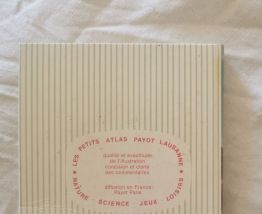 ★ LES PETITS ATLAS PAYOT LAUSANNE ★
qualité et exactitude
de l'illustration
concision et clarté
des commentaires
diffusion en France:
Payot Paris
NATURE · SCIENCE · JEUX · LOISIRS